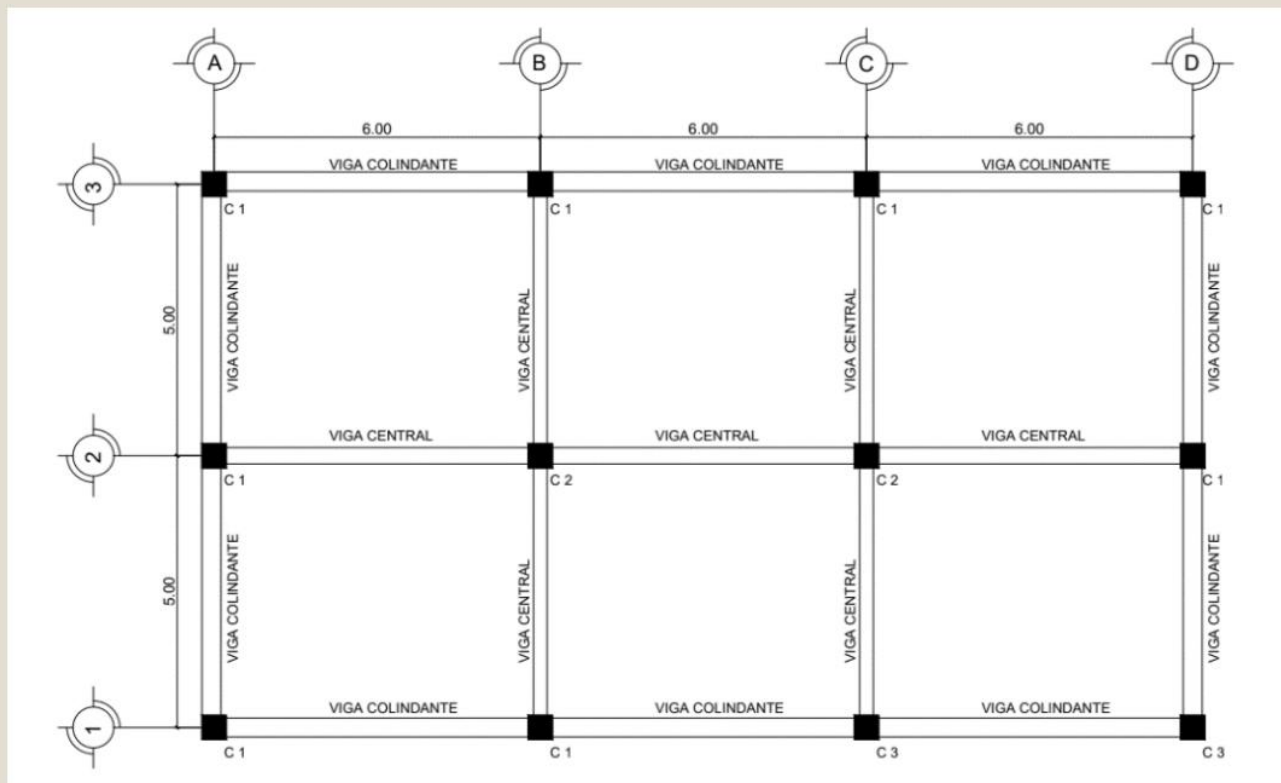 A B C D
6.00 6.00 6.00
VIGA COLINDANTE VIGA COLINDANTE VIGA COLINDANTE
3
C 1 C 1 C 1 C 1
5.00
VIGA COLINDANTE
VIGA CENTRAL
VIGA CENTRAL
VIGA COLINDANTE
VIGA CENTRAL VIGA CENTRAL VIGA CENTRAL
2
C 1 C 2 C 2 C 1
5.00
VIGA COLINDANTE
VIGA CENTRAL
VIGA CENTRAL
VIGA COLINDANTE
VIGA COLINDANTE VIGA COLINDANTE VIGA COLINDANTE
1
C 1 C 1 C 3 C 3